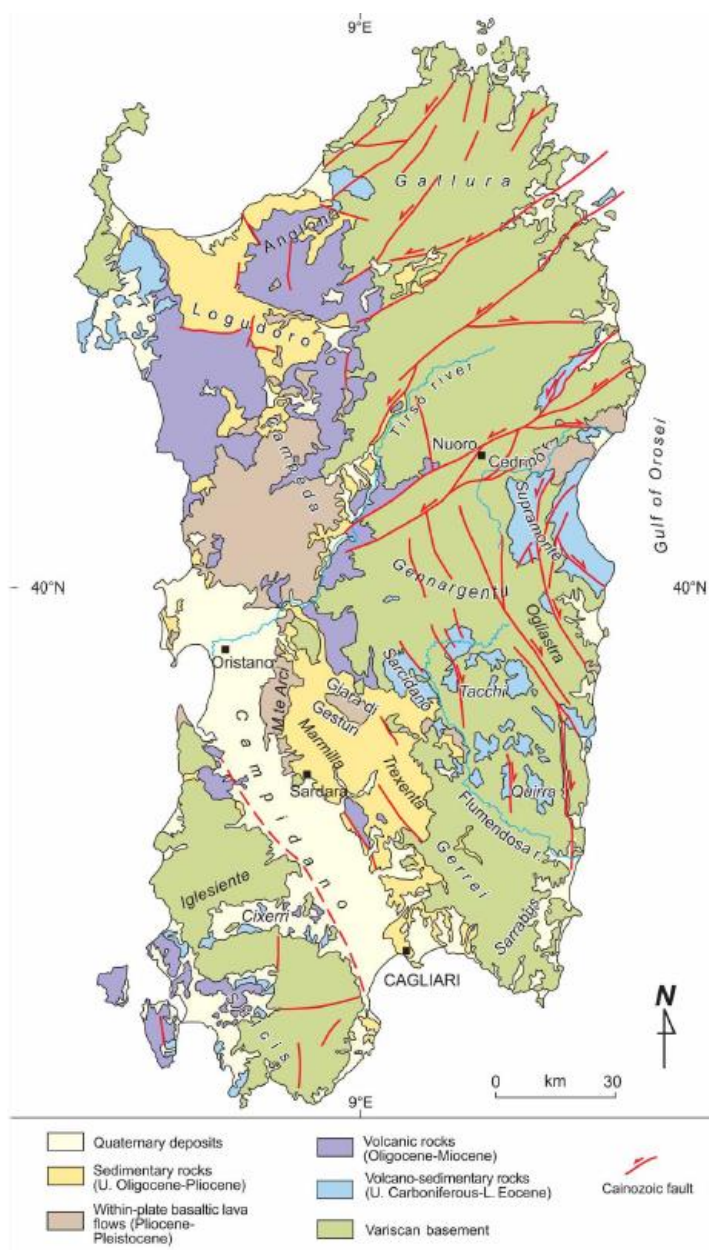 9°E
Gallura
Anglona
Logudoro
Campeda
Tirso river
Nuoro
Cedrino r.
Supramonte
Gulf of Orosei
40°N
40°N
Gennargentu
Ogliastra
Oristano
Sarcidano
Tacchi
M.te Arci
Giara di
Gesturi
Campidano
Marmilla
Trexenta
Sardara
Quirra
Flumendosa r.
Gerrei
Iglesiente
Cixerri
Sarrabus
CAGLIARI
cis
N
0 km 30
9°E
Quaternary deposits
Sedimentary rocks
(U. Oligocene-Pliocene)
Within-plate basaltic lava
flows (Pliocene-
Pleistocene)
Volcanic rocks
(Oligocene-Miocene)
Volcano-sedimentary rocks
(U. Carboniferous-L. Eocene)
Variscan basement
Cainozoic fault